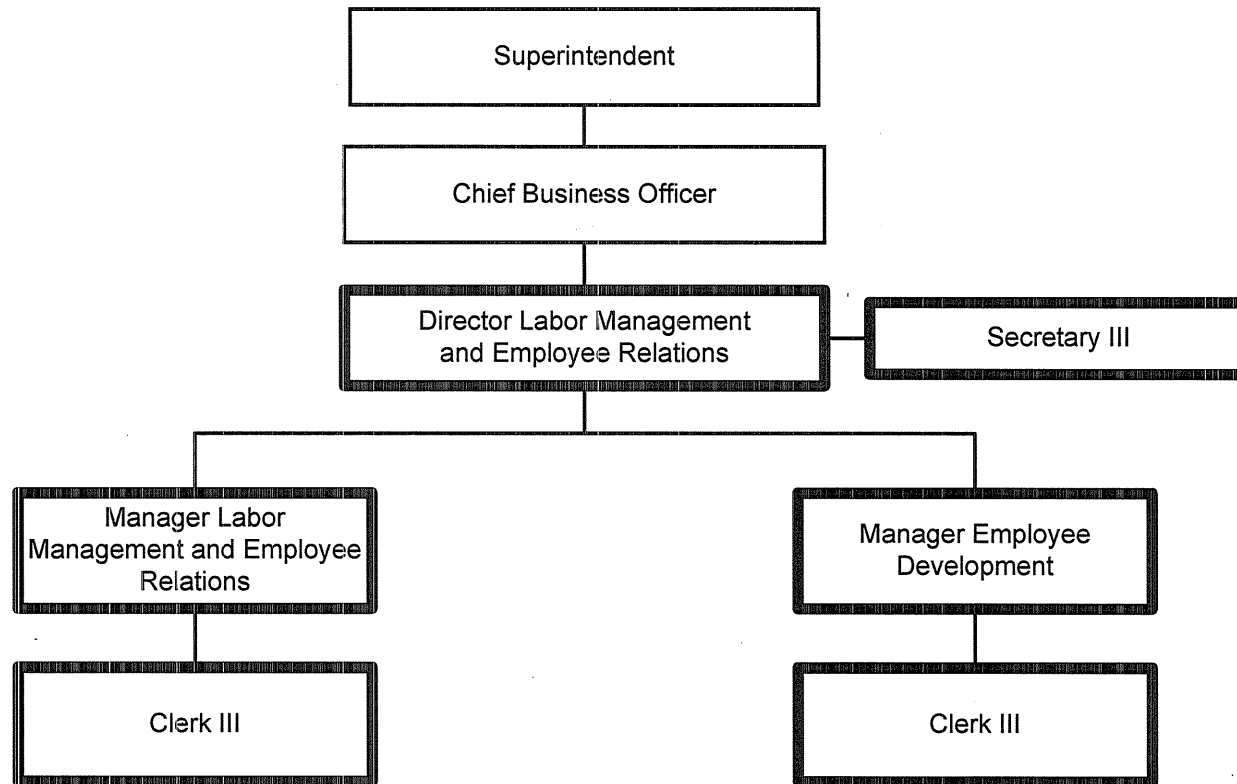 Superintendent
Chief Business Officer
Director Labor Management
and Employee Relations
Secretary III
Manager Labor
Management and Employee
Relations
Manager Employee
Development
Clerk III
Clerk III